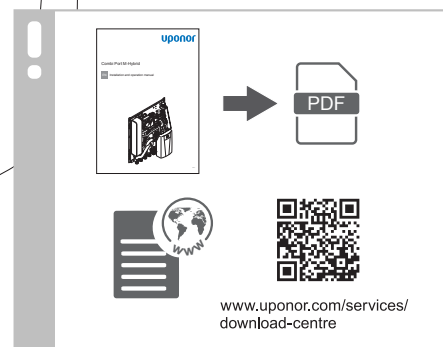 uponor
Combi Port M-Hybrid
Installation and operation manual
PDF
www
www.uponor.com/services/
download-centre